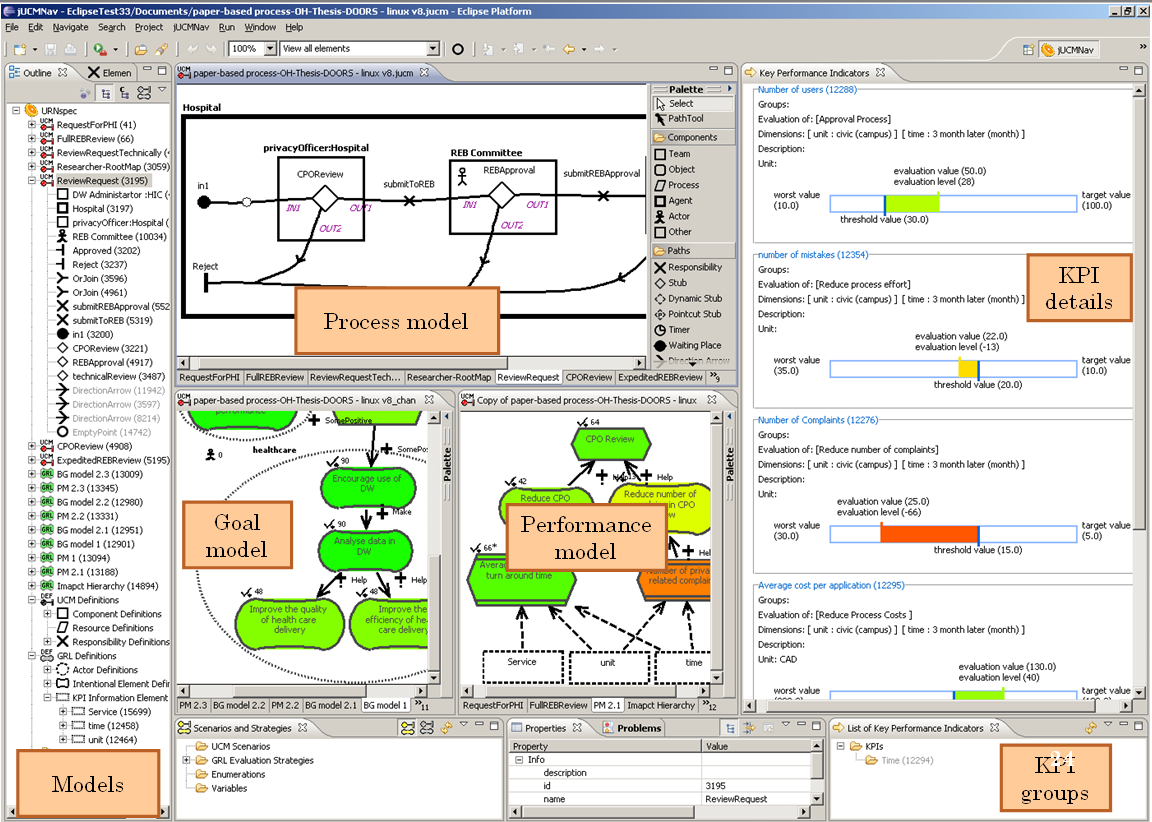 jUCMNav - EclipseTest33/Documents/paper-based process-OH-Thesis-DOORS - linux v8.jucm - Eclipse Platform
File Edit Navigate Search Project jUCMNav Run Window Help
100% View all elements
jUCMNav
Outline Elemen
URNspec
RequestForPHI (41)
FullREBReview (66)
ReviewRequestTechnically (
Researcher-RootMap (3059)
ReviewRequest (3195)
DW Administartor :HIC (
Hospital (3197)
privacyOfficer:Hospital (
REB Committee (10034)
Approved (3202)
Reject (3237)
OrJoin (3596)
OrJoin (4961)
submitREBApproval (552
submitToREB (5319)
in1 (3200)
CPOReview (3221)
REBApproval (4917)
technicalReview (3487)
DirectionArrow (11942)
DirectionArrow (3597)
DirectionArrow (8214)
EmptyPoint (14742)
CPOReview (4908)
ExpeditedREBReview (5195)
BG model 2.3 (13009)
PM 2.3 (13345)
BG model 2.2 (12980)
PM 2.2 (13331)
BG model 2.1 (12951)
BG model 1 (12901)
PM 1 (13094)
PM 2.1 (13188)
Imapct Hierarchy (14894)
UCM Definitions
Component Definitions
Resource Definitions
Responsibility Definitions
GRL Definitions
Actor Definitions
Intentional Element Defir
KPI Information Element
Service (15699)
time (12458)
unit (12464)
Models
paper-based process-OH-Thesis-DOORS - linux v8.jucm
Hospital
privacyOfficer:Hospital
REB Committee
CPOReview
REBApproval
in1
submitToREB
submitREBApproval
IN1 OUT1
OUT2
IN1 OUT1
OUT2
Reject
Process model
Palette
Select
PathTool
Components
Team
Object
Process
Agent
Actor
Other
Paths
Responsibility
Stub
Dynamic Stub
Pointcut Stub
Timer
Waiting Place
Direction Arrow
RequestForPHI FullREBReview ReviewRequestTech... Researcher-RootMap ReviewRequest CPOReview ExpeditedREBReview »9
paper-based process-OH-Thesis-DOORS - linux v8_chan
performance
SomePositive
0
healthcare
SomePo
90
Encourage use of
DW
Make
90
Analyse data in
DW
Help
Help
48
48
Improve the quality
of health care
delivery
Improve the
efficiency of he
care delivery
Goal
model
Palette
PM 2.3 BG model 2.2 PM 2.2 BG model 2.1 BG model 1 »11
Copy of paper-based process-OH-Thesis-DOORS - linux
64
CPO Review
Help
42
Reduce CPO
Reduce number of
Performance
model
66*
turn around time
Hel
related complain
Service
unit
time
Palette
RequestForPHI FullREBReview PM 2.1 Imapct Hierarchy »12
Key Performance Indicators
Number of users (12288)
Groups:
Evaluation of: [Approval Process]
Dimensions: [ unit : civic (campus) ] [ time : 3 month later (month) ]
Description:
Unit:
evaluation value (50.0)
evaluation level (28)
worst value
(10.0)
target value
(100.0)
threshold value (30.0)
number of mistakes (12354)
Groups:
Evaluation of: [Reduce process effort]
Dimensions: [ unit : civic (campus) ] [ time : 3 month later (month) ]
Description:
Unit:
evaluation value (22.0)
evaluation level (-13)
worst value
(35.0)
target value
(10.0)
threshold value (20.0)
KPI
details
Number of Complaints (12276)
Groups:
Evaluation of: [Reduce number of complaints]
Dimensions: [ unit : civic (campus) ] [ time : 3 month later (month) ]
Description:
Unit:
evaluation value (25.0)
evaluation level (-66)
worst value
(30.0)
target value
(5.0)
threshold value (15.0)
Average cost per application (12295)
Groups:
Evaluation of: [Reduce Process Costs ]
Dimensions: [ unit : civic (campus) ] [ time : 3 month later (month) ]
Description:
Unit: CAD
evaluation value (130.0)
evaluation level (40)
worst value
target value
Scenarios and Strategies
UCM Scenarios
GRL Evaluation Strategies
Enumerations
Variables
Properties Problems
Property Value
Info
description
id 3195
name ReviewRequest
List of Key Performance Indicators
KPIs
Time (12294)
24
KPI
groups